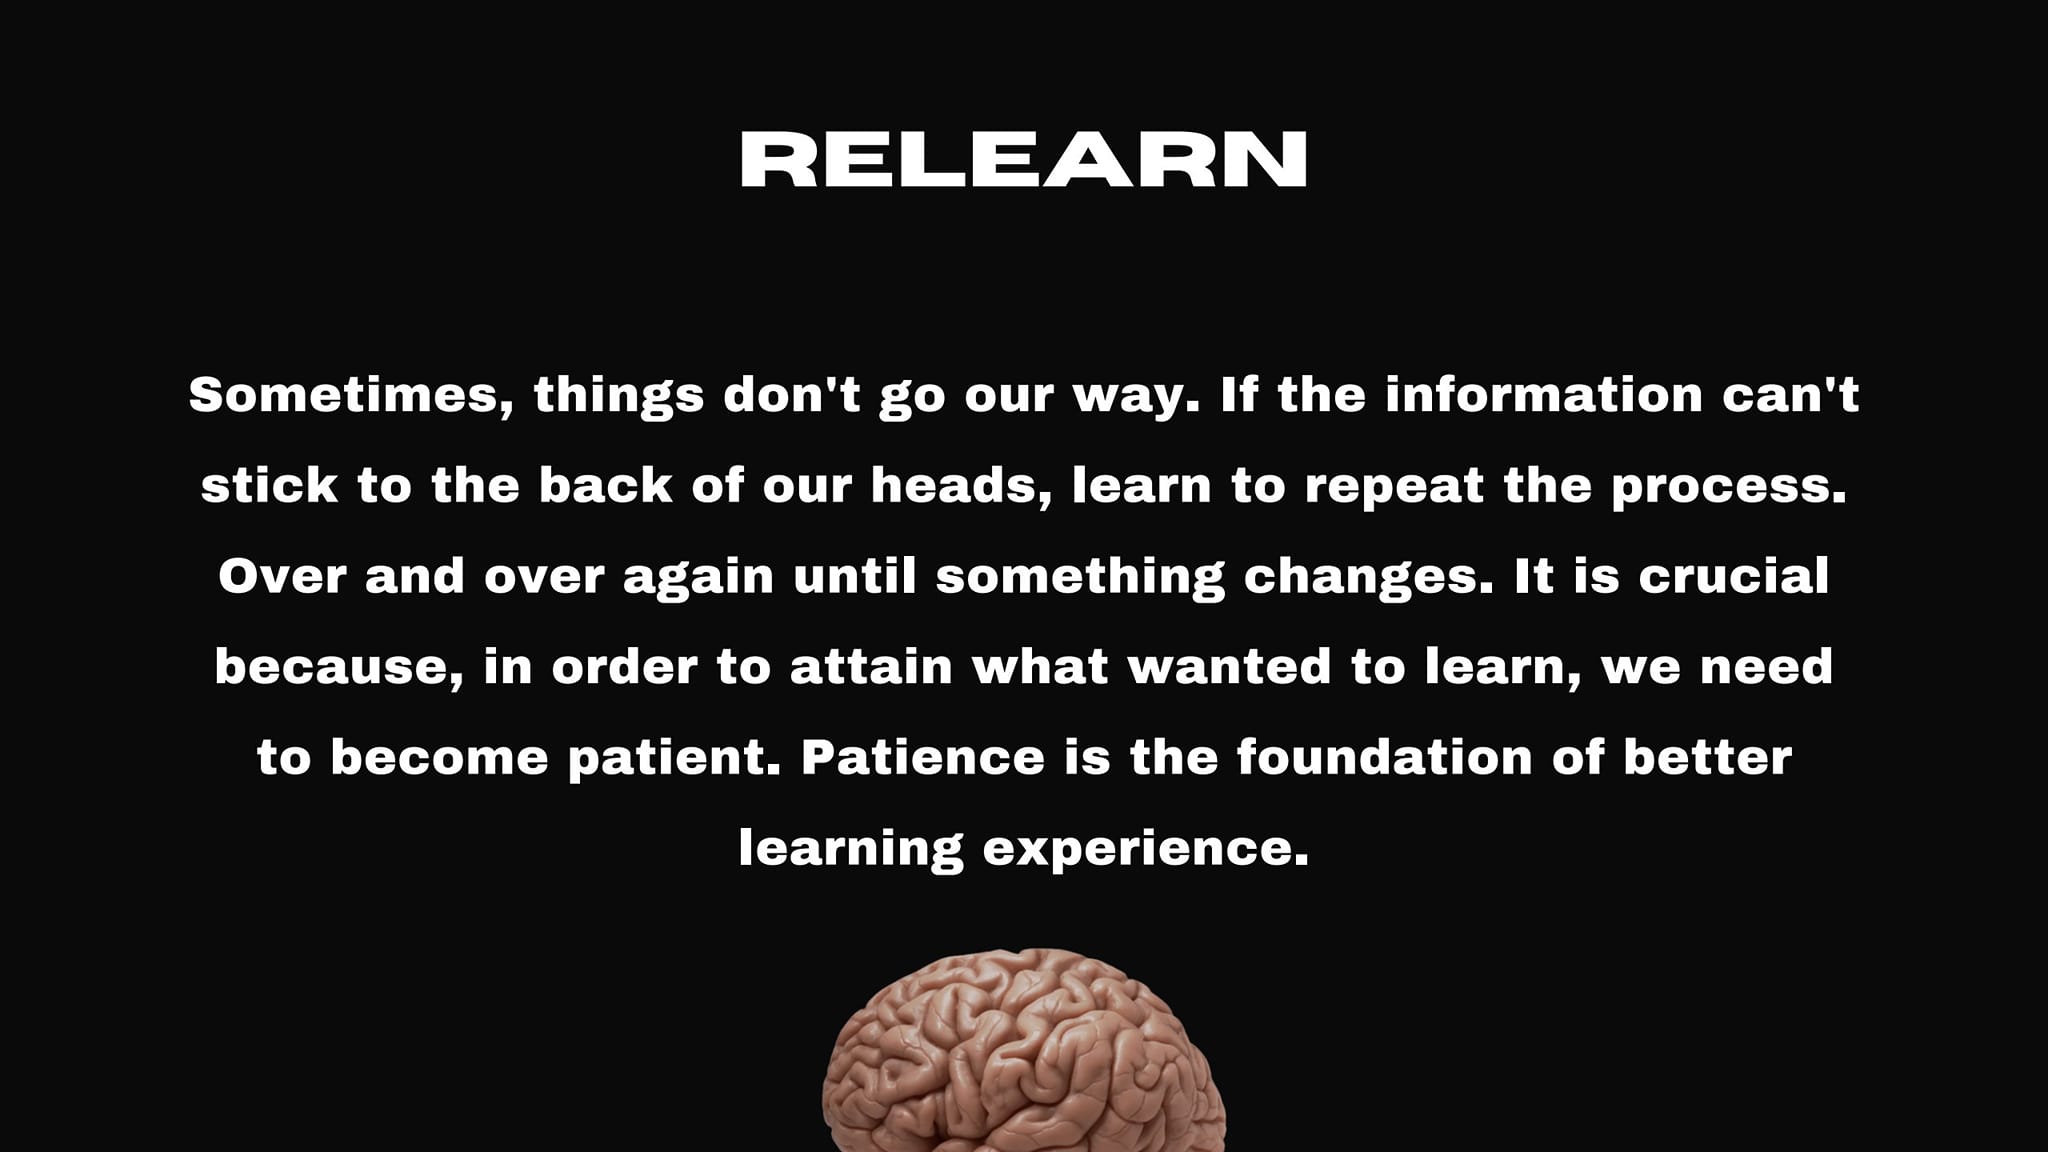 RELEARN
Sometimes, things don't go our way. If the information can't
stick to the back of our heads, learn to repeat the process.
Over and over again until something changes. It is crucial
because, in order to attain what wanted to learn, we need
to become patient. Patience is the foundation of better
learning experience.